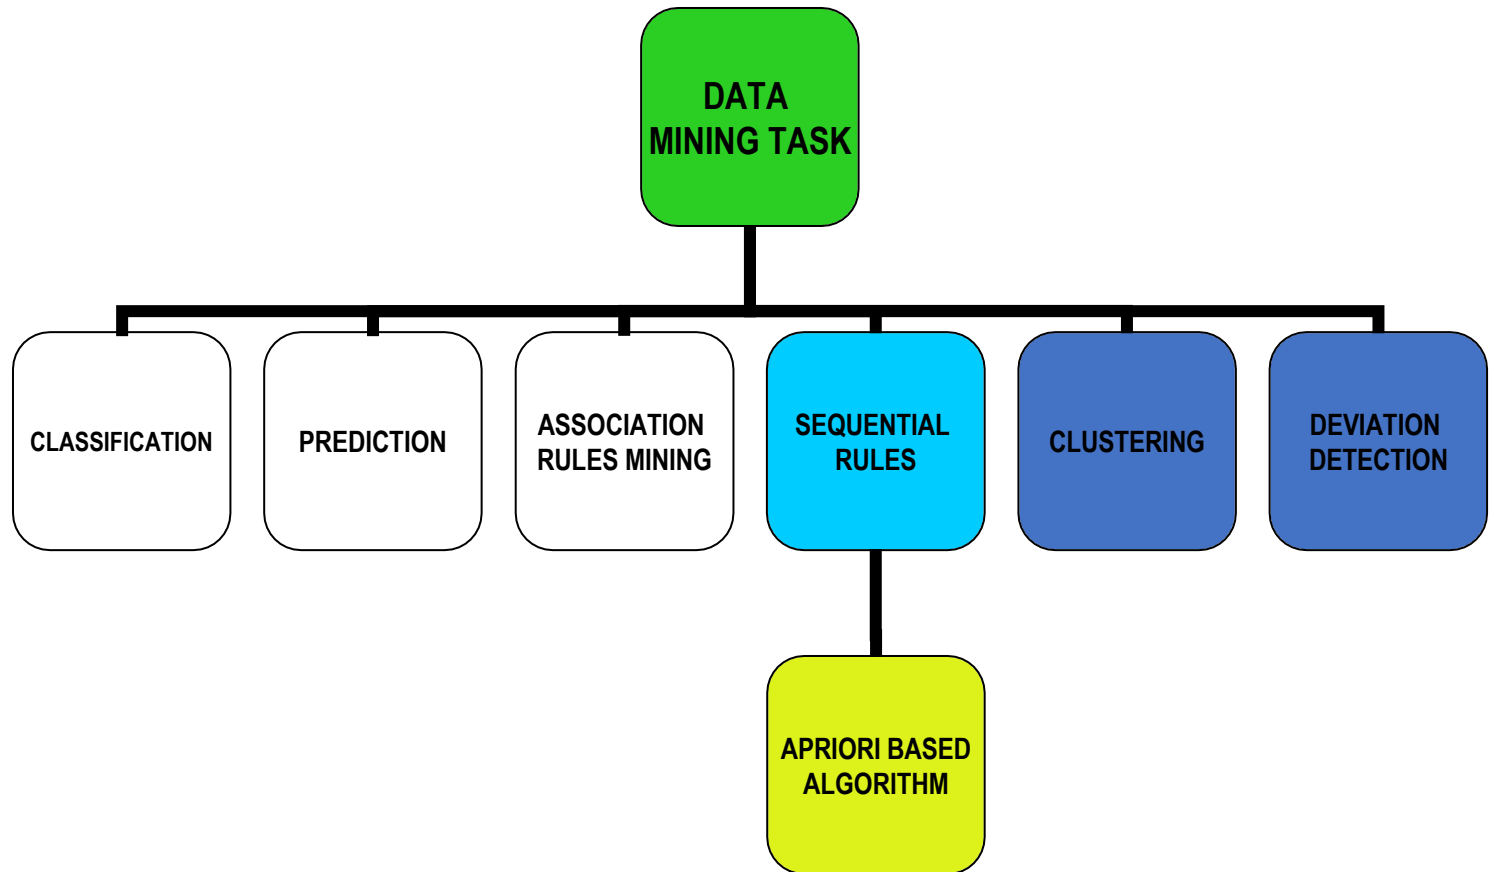 DATA
MINING TASK
CLASSIFICATION
PREDICTION
ASSOCIATION
RULES MINING
SEQUENTIAL
RULES
CLUSTERING
DEVIATION
DETECTION
APRIORI BASED
ALGORITHM